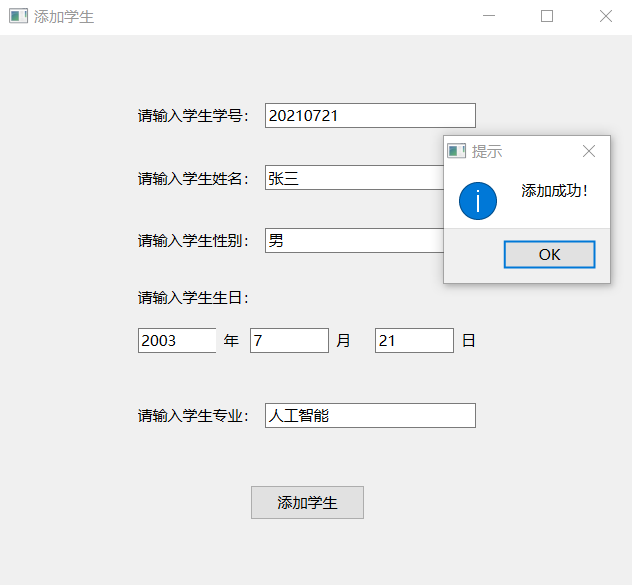 添加学生
请输入学生学号： 20210721
提示
请输入学生姓名： 张三
添加成功！
请输入学生性别： 男
OK
请输入学生生日：
2003 年 7 月 21 日
请输入学生专业： 人工智能
添加学生